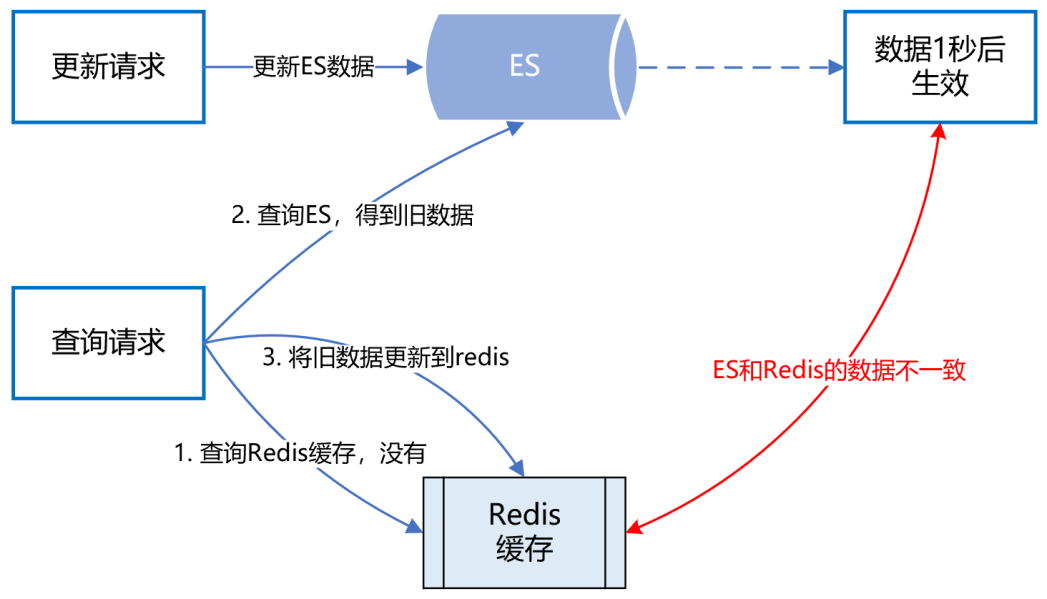 更新请求
更新ES数据
ES
数据1秒后
生效
2. 查询ES，得到旧数据
查询请求
3. 将旧数据更新到redis
ES和Redis的数据不一致
1. 查询Redis缓存，没有
Redis
缓存